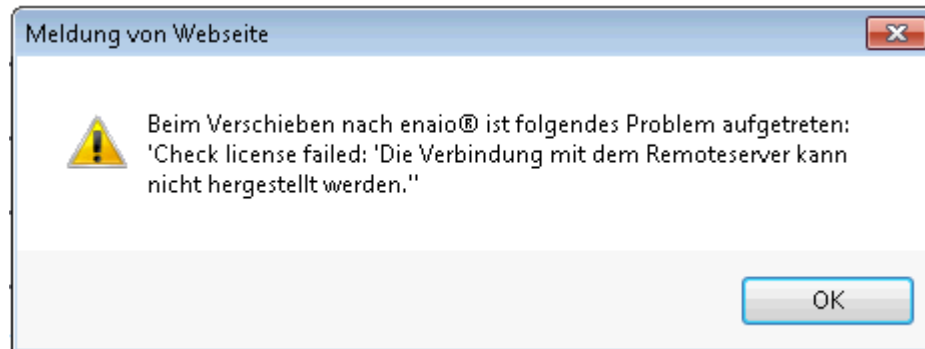 Meldung von Webseite
Beim Verschieben nach enaio® ist folgendes Problem aufgetreten:
'Check license failed: 'Die Verbindung mit dem Remoteserver kann
nicht hergestellt werden.''
OK